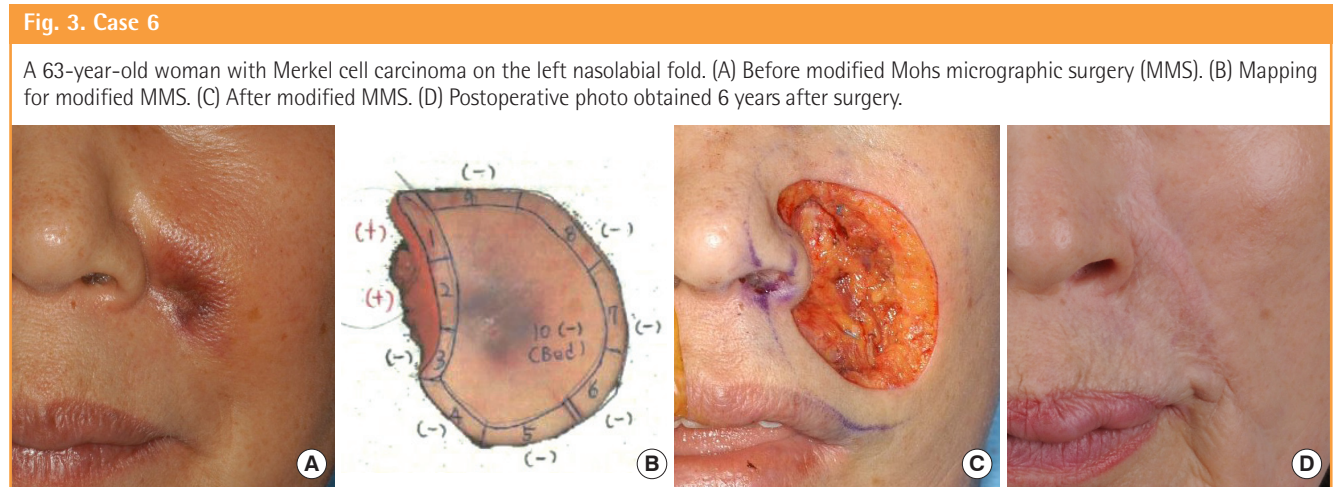 Fig. 3. Case 6
A 63-year-old woman with Merkel cell carcinoma on the left nasolabial fold. (A) Before modified Mohs micrographic surgery (MMS). (B) Mapping
for modified MMS. (C) After modified MMS. (D) Postoperative photo obtained 6 years after surgery.
A
(-)
9
(+)
1
8
(-)
2
(+)
7
(-)
10 (-)
(Bed)
(-)
3
6
(-)
4
(-)
5
(-)
B
C
D